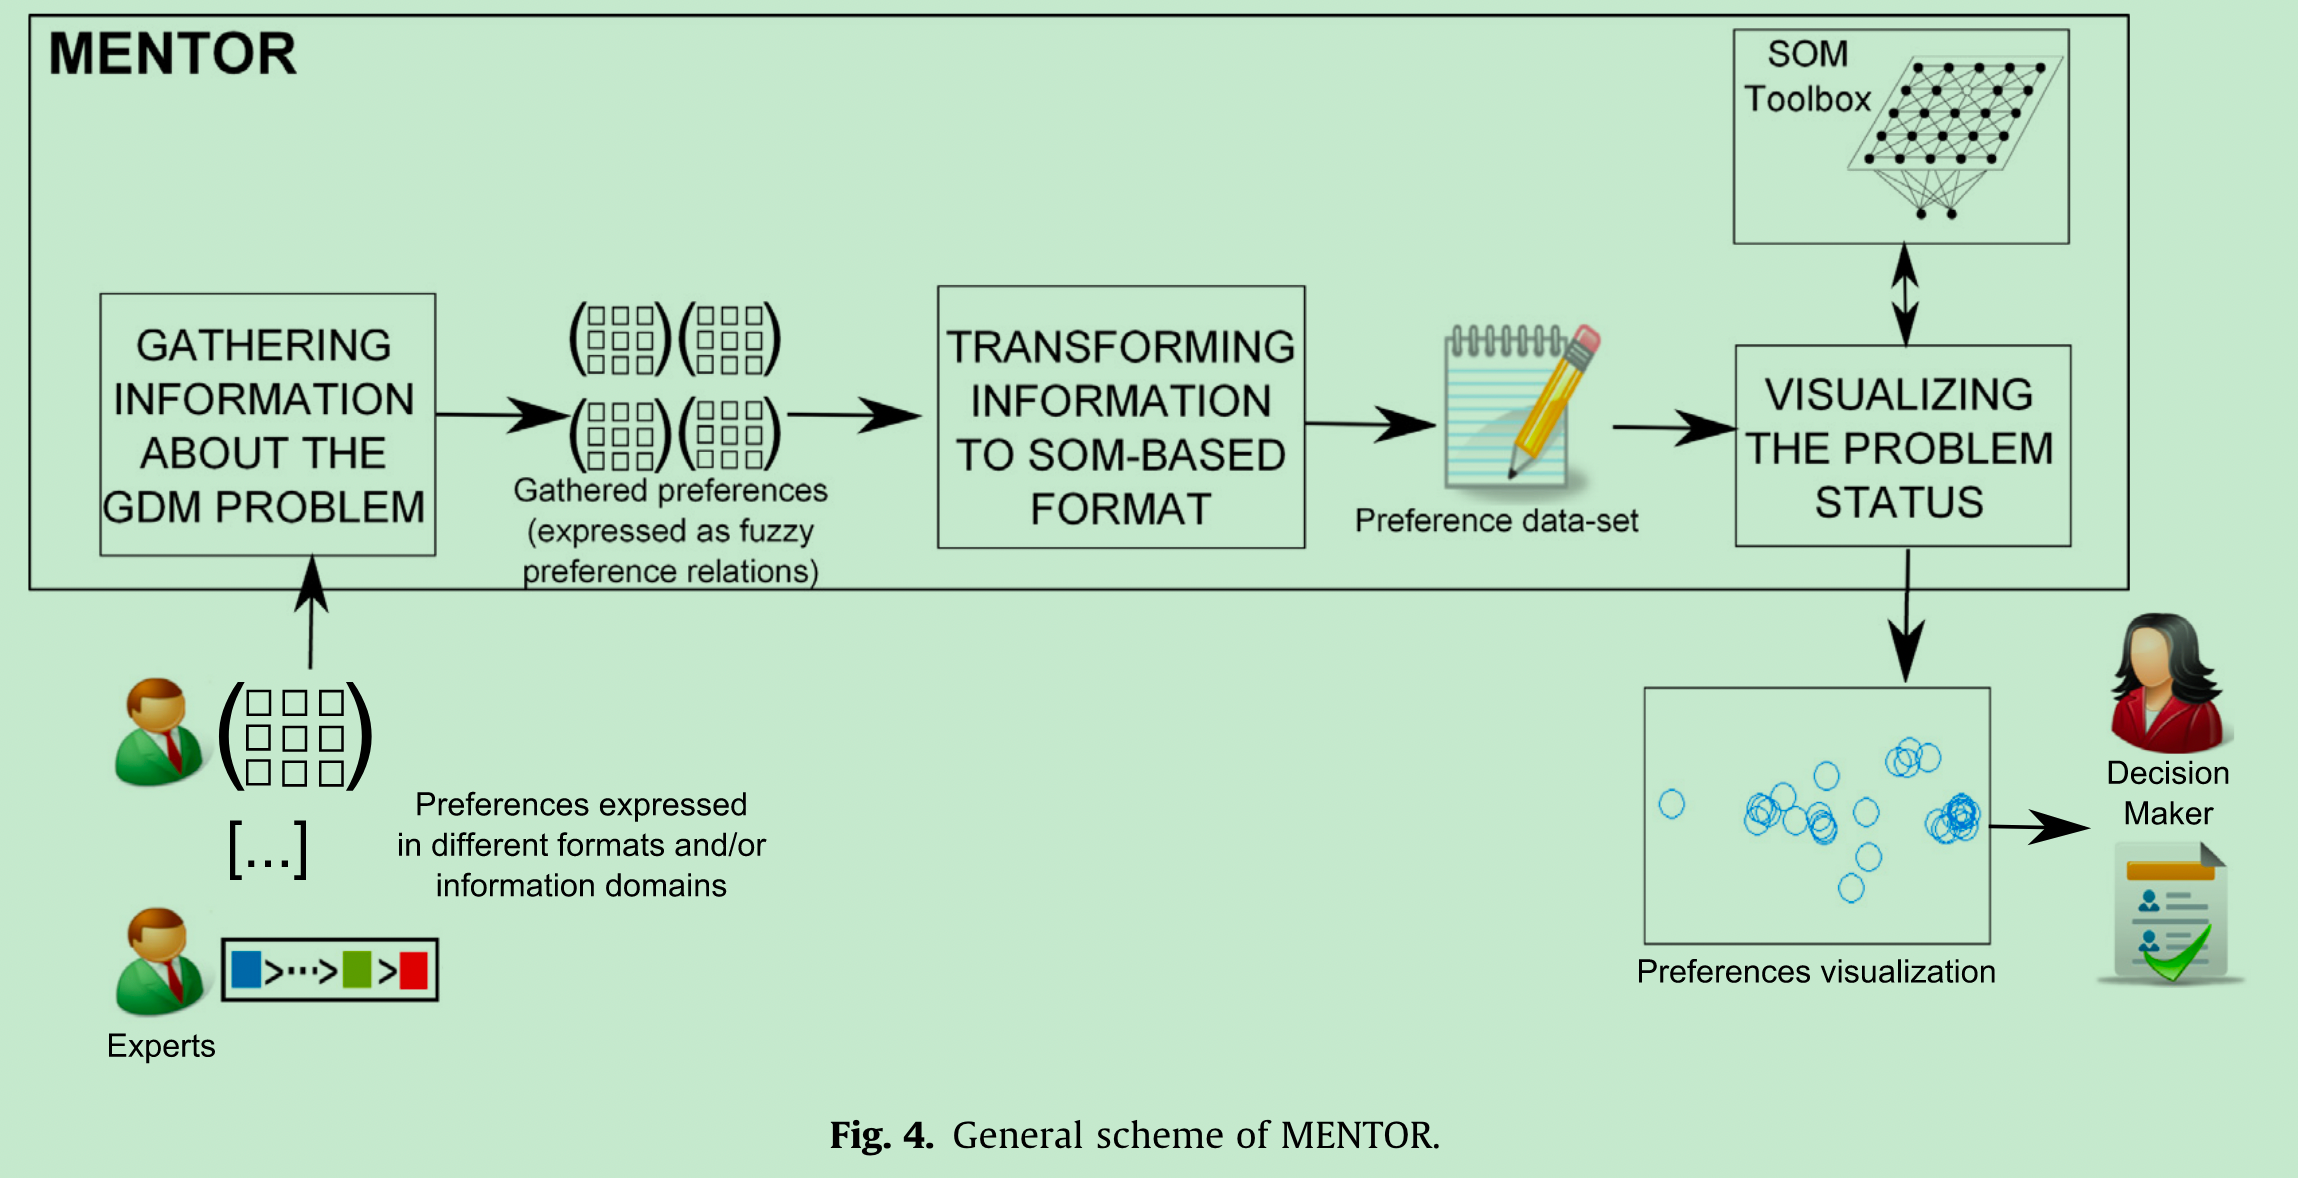 MENTOR
SOM
Toolbox
GATHERING
INFORMATION
ABOUT THE
GDM PROBLEM
Gathered preferences
(expressed as fuzzy
preference relations)
TRANSFORMING
INFORMATION
TO SOM-BASED
FORMAT
Preference data-set
VISUALIZING
THE PROBLEM
STATUS
Preferences expressed
in different formats and/or
information domains
[...]
>···> >
Experts
Preferences visualization
Decision
Maker
Fig. 4. General scheme of MENTOR.